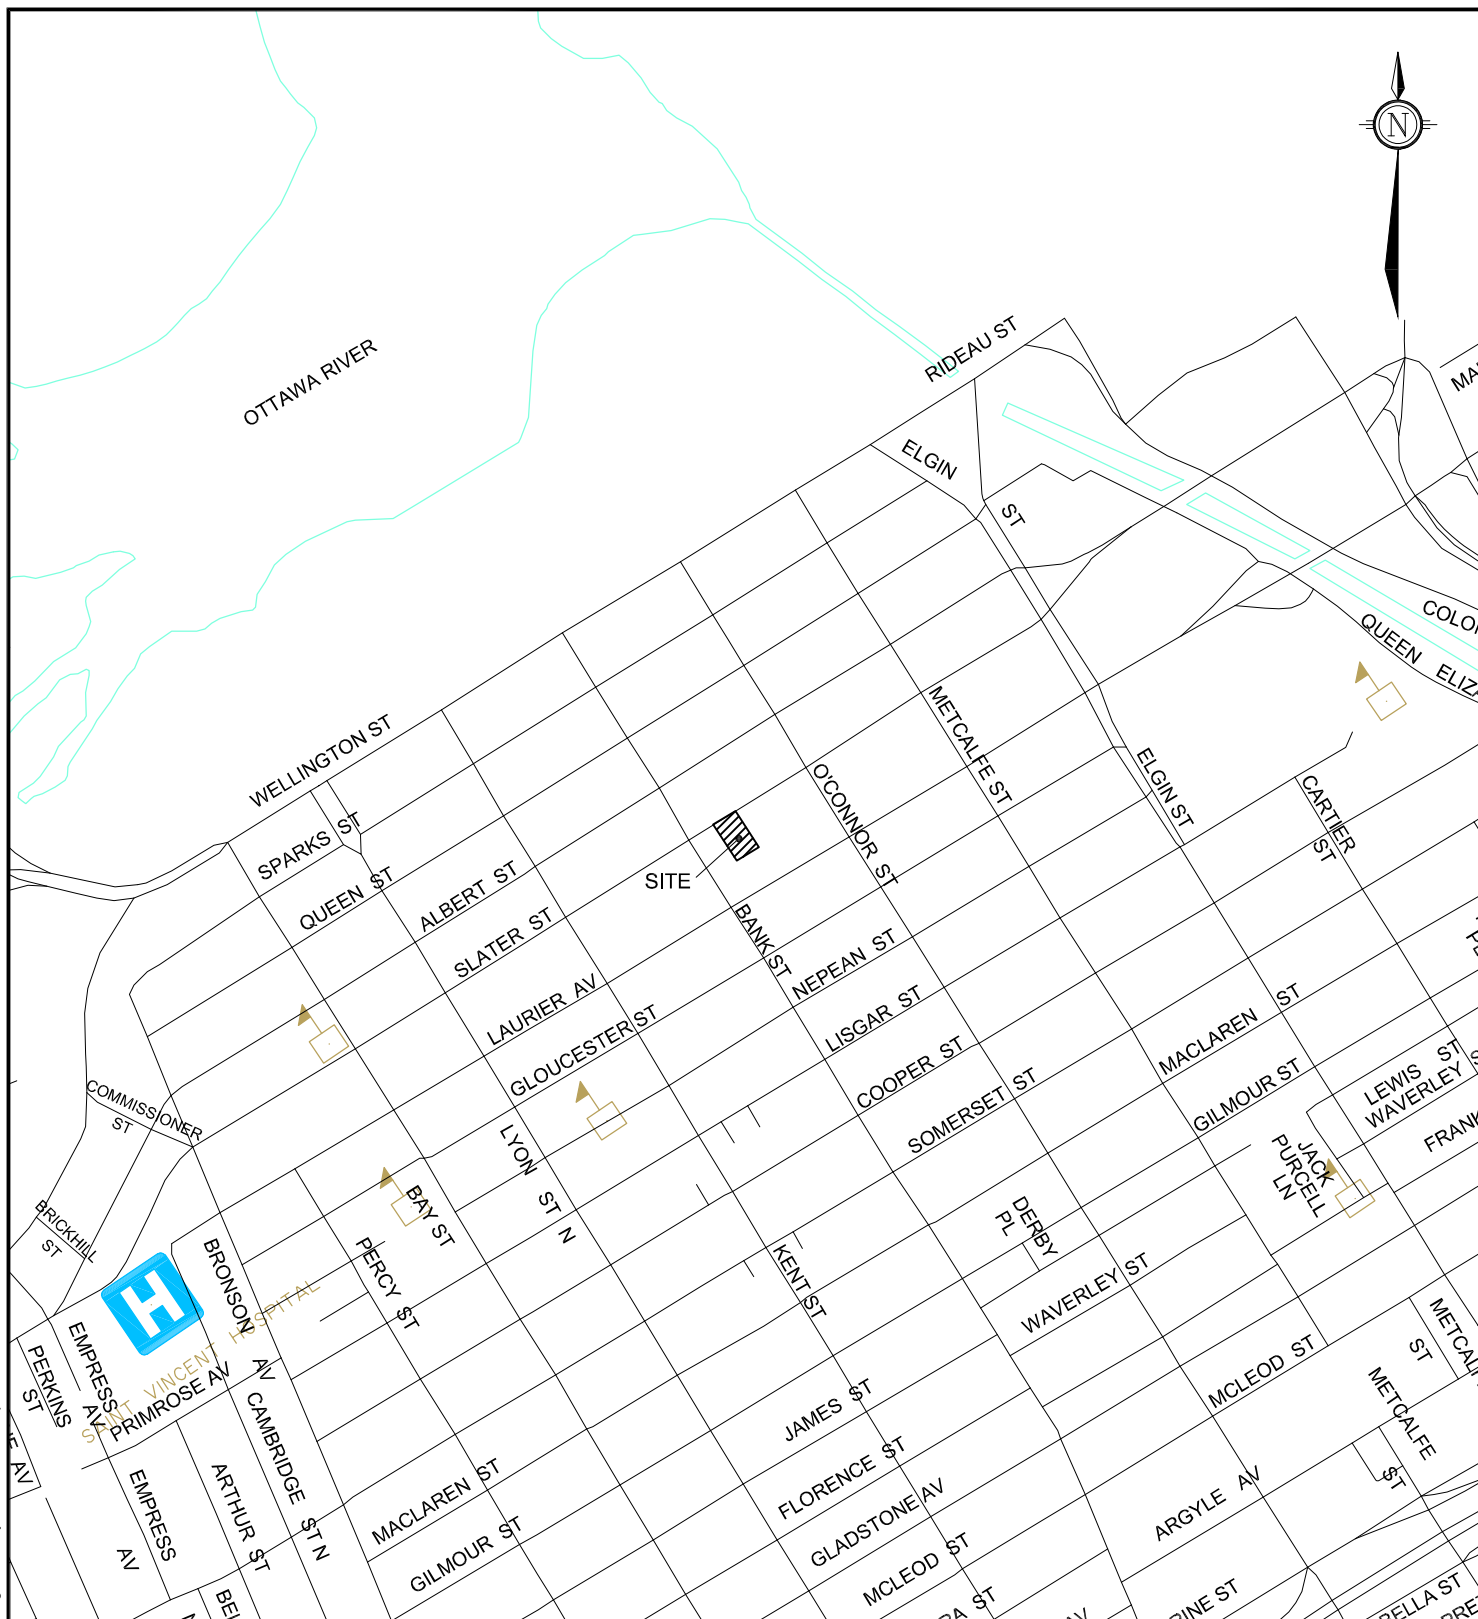 N
RIDEAU ST
OTTAWA RIVER
ELGIN
ST
QUEEN
WELLINGTON ST
SPARKS ST
QUEEN ST
ALBERT ST
SLATER ST
SITE
METCALFE ST
O'CONNOR ST
ELGIN ST
CARTIER
ST
BANK ST
NEPEAN ST
LAURIER AV
LISGAR ST
GLOUCESTER ST
COOPER ST
MACLAREN ST
SOMERSET ST
GILMOUR ST
LEWIS ST
WAVERLEY S
COMMISSIONER
ST
LYON ST N
JACK
PURCELL
LN
BRICKHILL
ST
BAY ST
DERBY
PL
BRONSON AV
PERCY ST
KENT ST
WAVERLEY ST
H
SAINT VINCENT HOSPITAL
PERKINS
ST
EMPRESS
AV
PRIMROSE AV
MCLEOD ST
JAMES ST
METCALFE
ST
CAMBRIDGE ST N
FLORENCE ST
MACLAREN ST
GLADSTONE AV
ARGYLE AV
EMPRESS
AV
ARTHUR ST
GILMOUR ST
MCLEOD ST